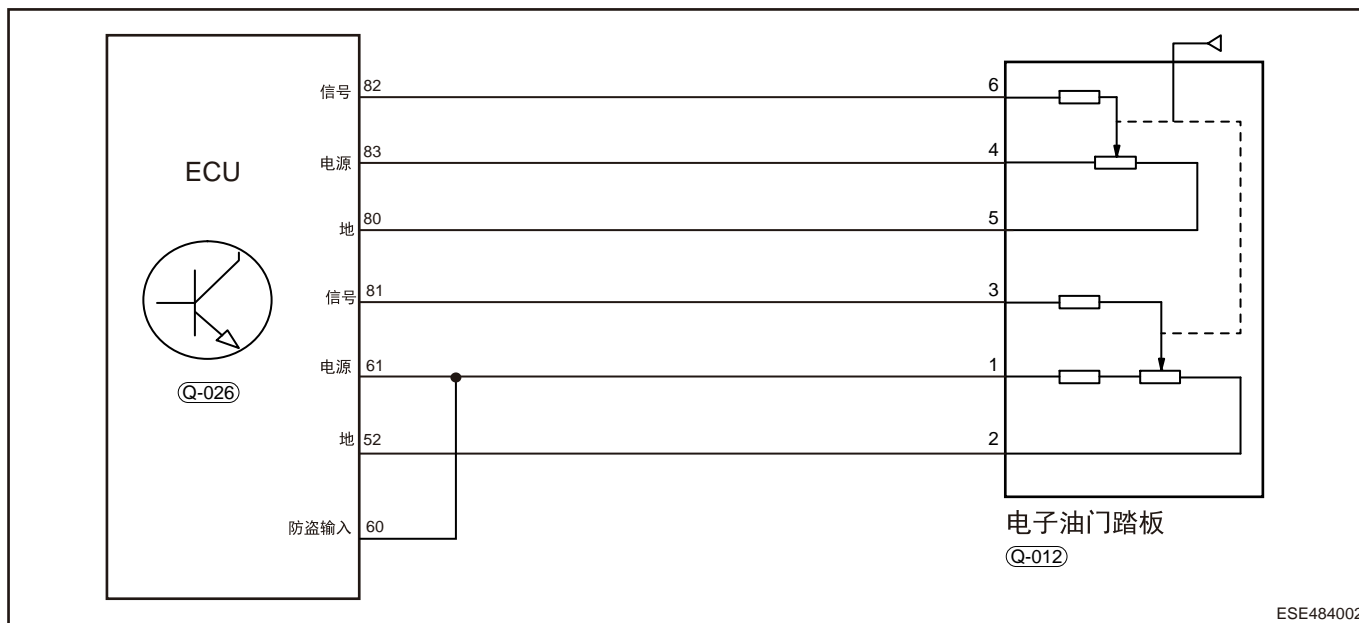 信号 82 6
电源 83 4
ECU
地 80 5
信号 81 3
电源 61 1
Q-026
地 52 2
防盗输入 60
电子油门踏板
Q-012
ESE484002